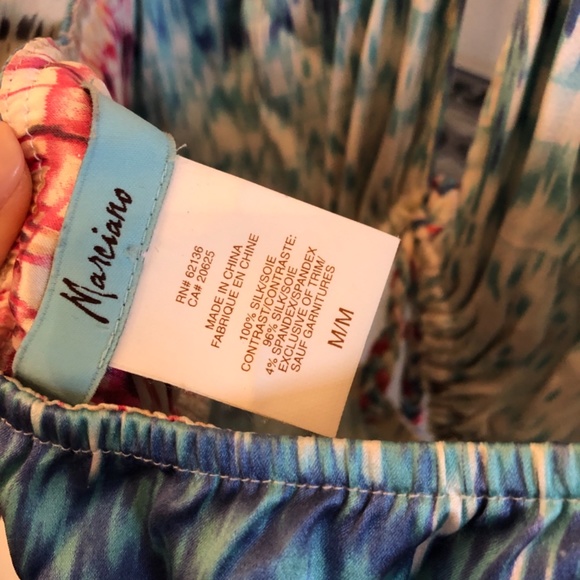 Marciano
RN# 62136
CA# 20625
MADE IN CHINA
FABRIQUE EN CHINE
100% SILK/SOIE
CONTRAST/CONTRASTE:
96% SILK/SOIE
4% SPANDEX/SPANDEX
EXCLUSIVE OF TRIM/
SAUF GARNITURES
M/M